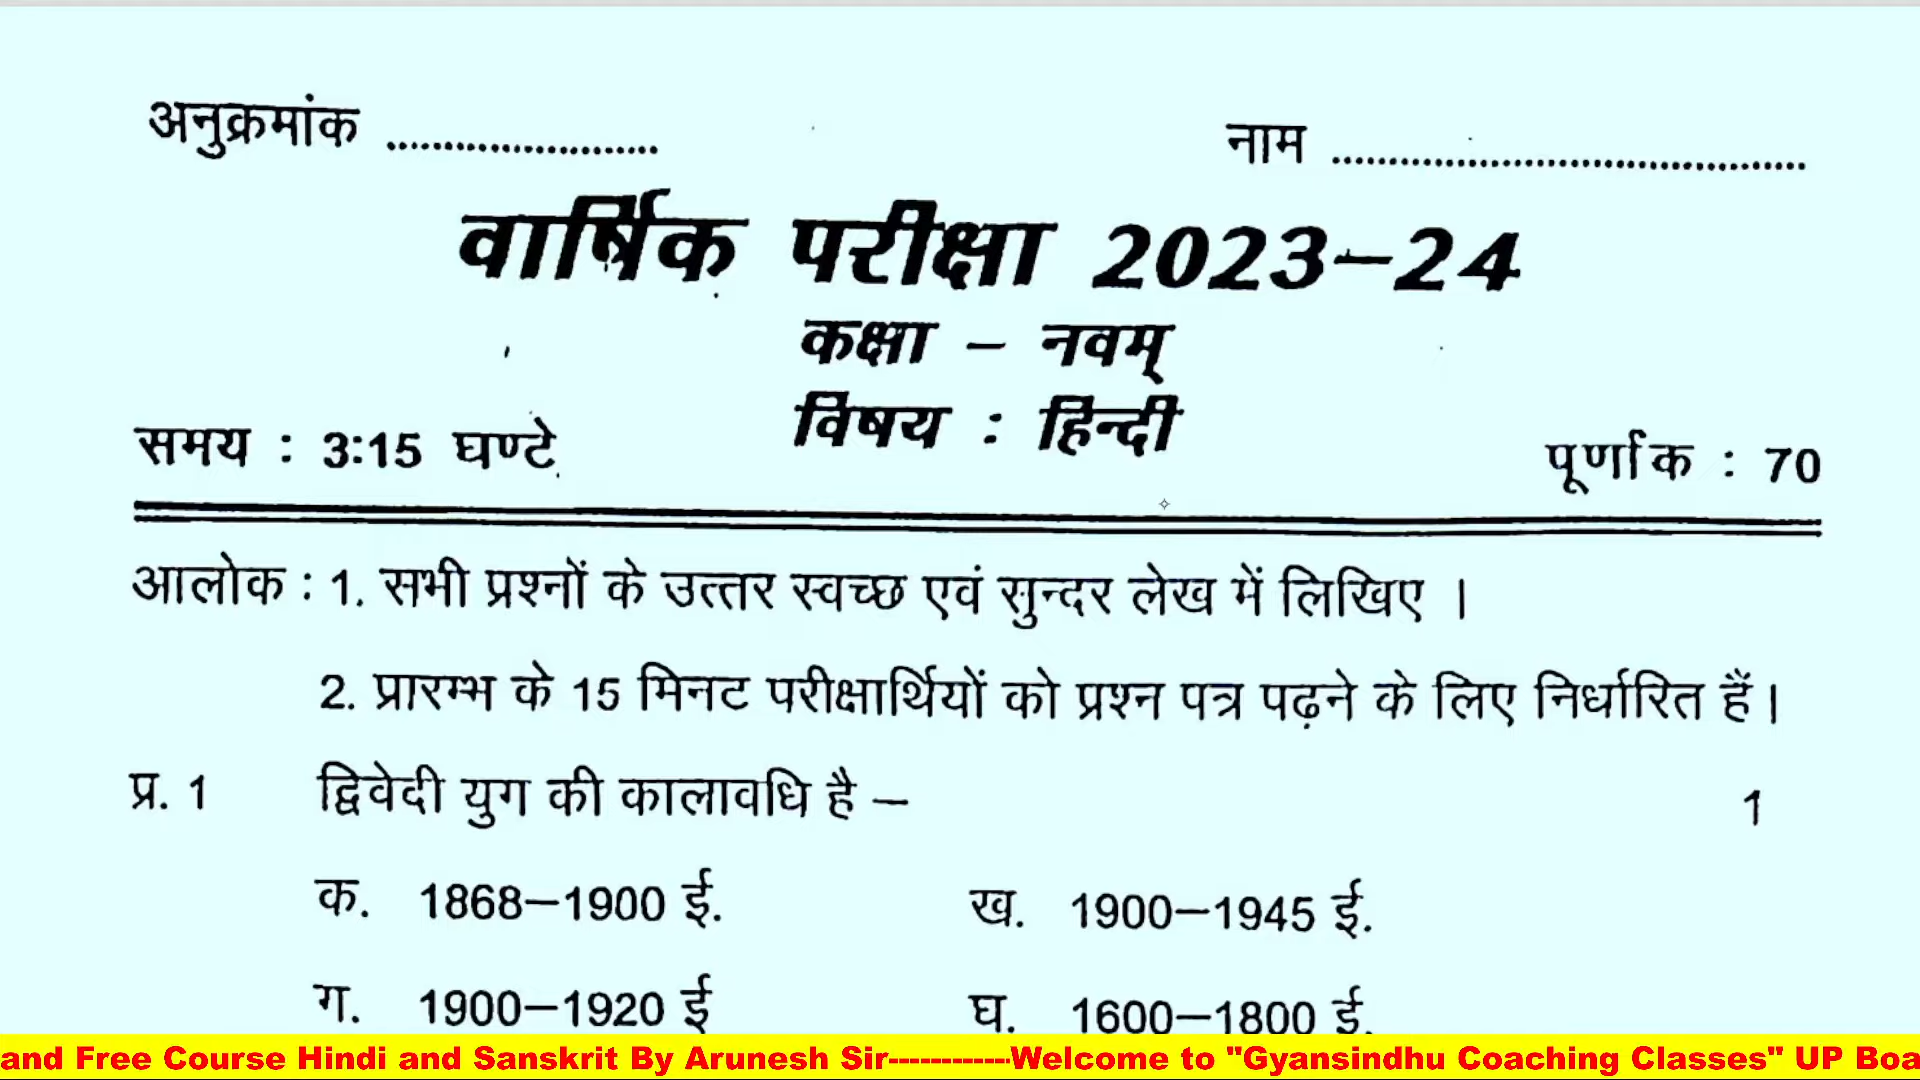 अनुक्रमांक ........................ नाम ..........................................
वार्षिक परीक्षा 2023–24
कक्षा – नवम्
विषय : हिन्दी
समय : 3:15 घण्टे पूर्णांक : 70
आलोक : 1. सभी प्रश्नों के उत्तर स्वच्छ एवं सुन्दर लेख में लिखिए ।
2. प्रारम्भ के 15 मिनट परीक्षार्थियों को प्रश्न पत्र पढ़ने के लिए निर्धारित हैं।
प्र. 1 द्विवेदी युग की कालावधि है – 1
क. 1868–1900 ई. ख. 1900–1945 ई.
ग. 1900–1920 ई घ. 1600–1800 ई.
and Free Course Hindi and Sanskrit By Arunesh Sir------------Welcome to "Gyansindhu Coaching Classes" UP Boa